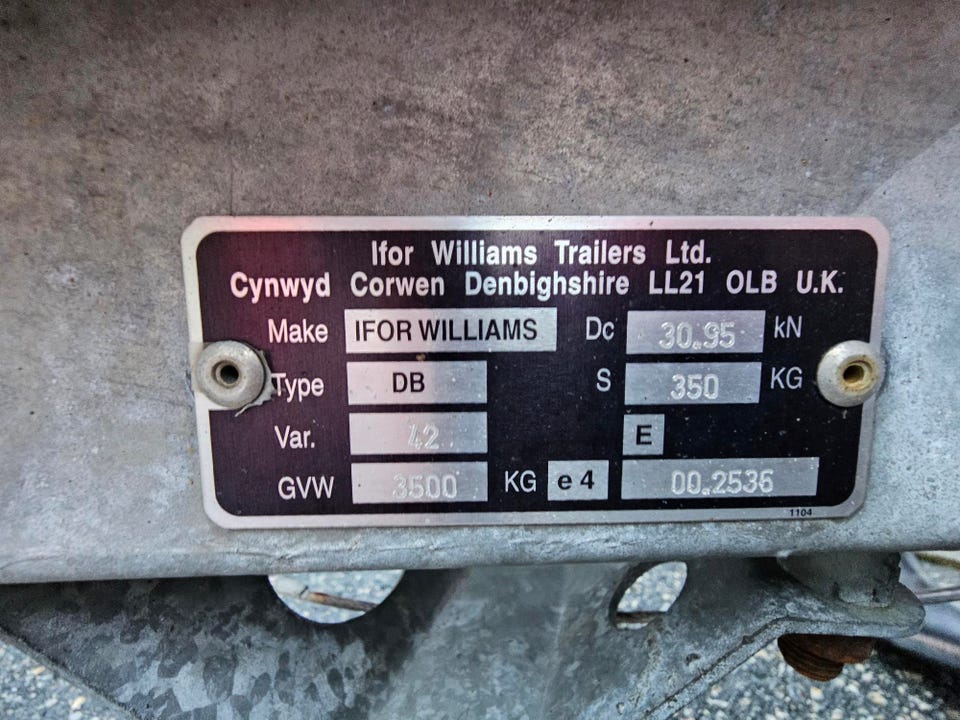 Ifor Williams Trailers Ltd.
Cynwyd Corwen Denbighshire LL21 OLB U.K.
Make IFOR WILLIAMS Dc 30.95 kN
Type DB S 350 KG
Var. 42 E
GVW 3500 KG e4 00.2536
1104